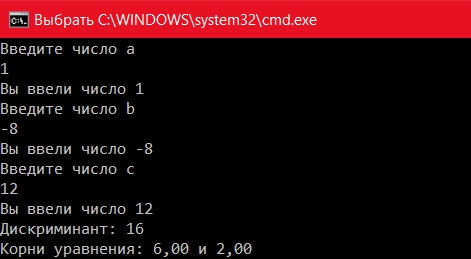 Выбрать C:\WINDOWS\system32\cmd.exe
Введите число a
1
Вы ввели число 1
Введите число b
-8
Вы ввели число -8
Введите число c
12
Вы ввели число 12
Дискриминант: 16
Корни уравнения: 6,00 и 2,00